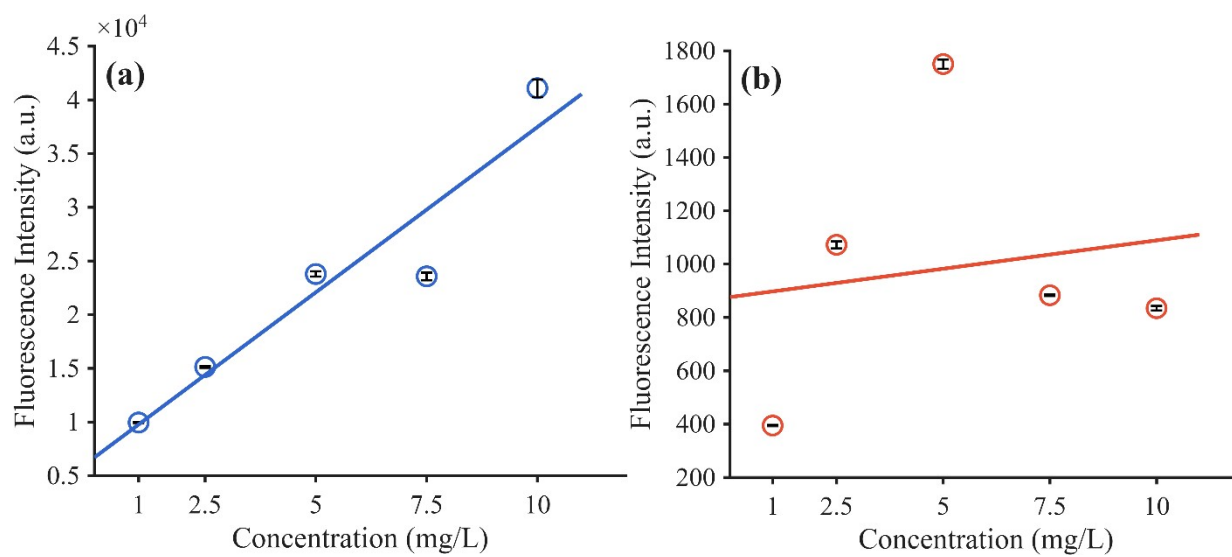 ×10⁴
(a)
4.5
4
3.5
3
2.5
2
1.5
1
0.5
Fluorescence Intensity (a.u.)
1 2.5 5 7.5 10
Concentration (mg/L)
(b)
1800
1600
1400
1200
1000
800
600
400
200
Fluorescence Intensity (a.u.)
1 2.5 5 7.5 10
Concentration (mg/L)